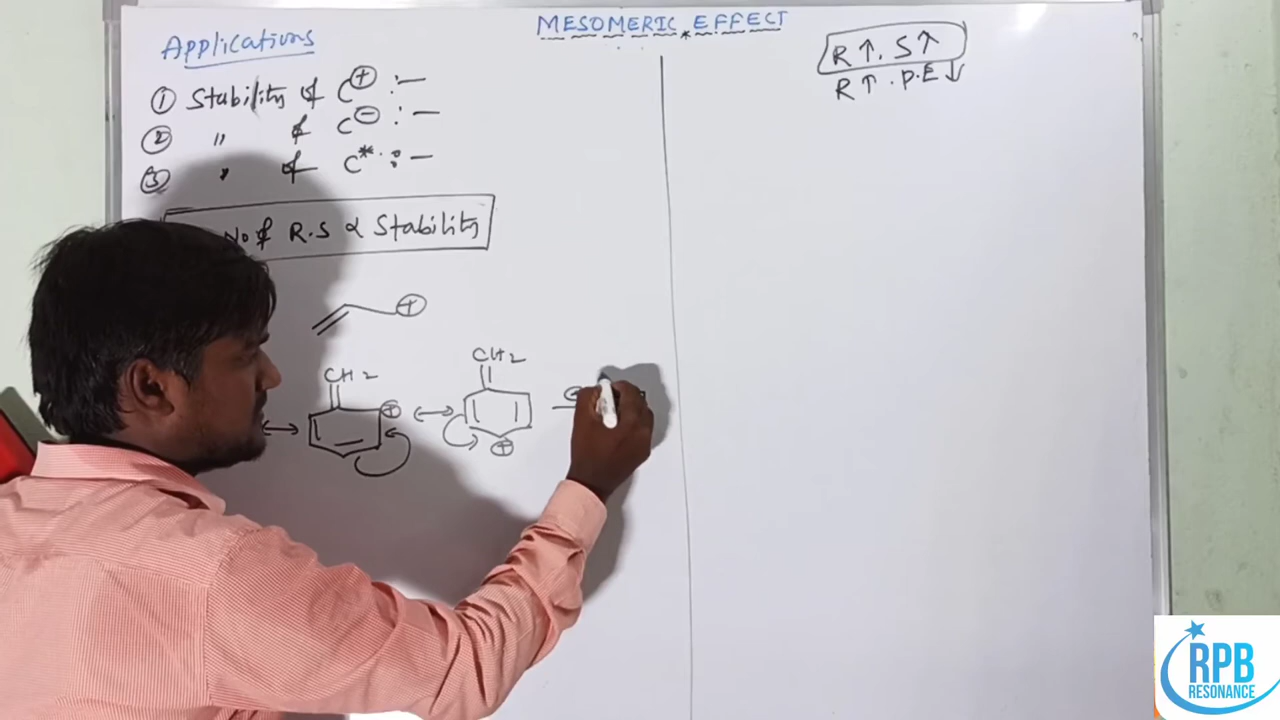 MESOMERIC EFFECT
Applications
① Stability of C⊕ :—
② " of C⊖ :—
③ " of C* :—
No of R.S ∝ Stability
⊕
CH2
⊕
CH2
⊕
R↑. S↑
R↑. P.E↓
RPB
RESONANCE